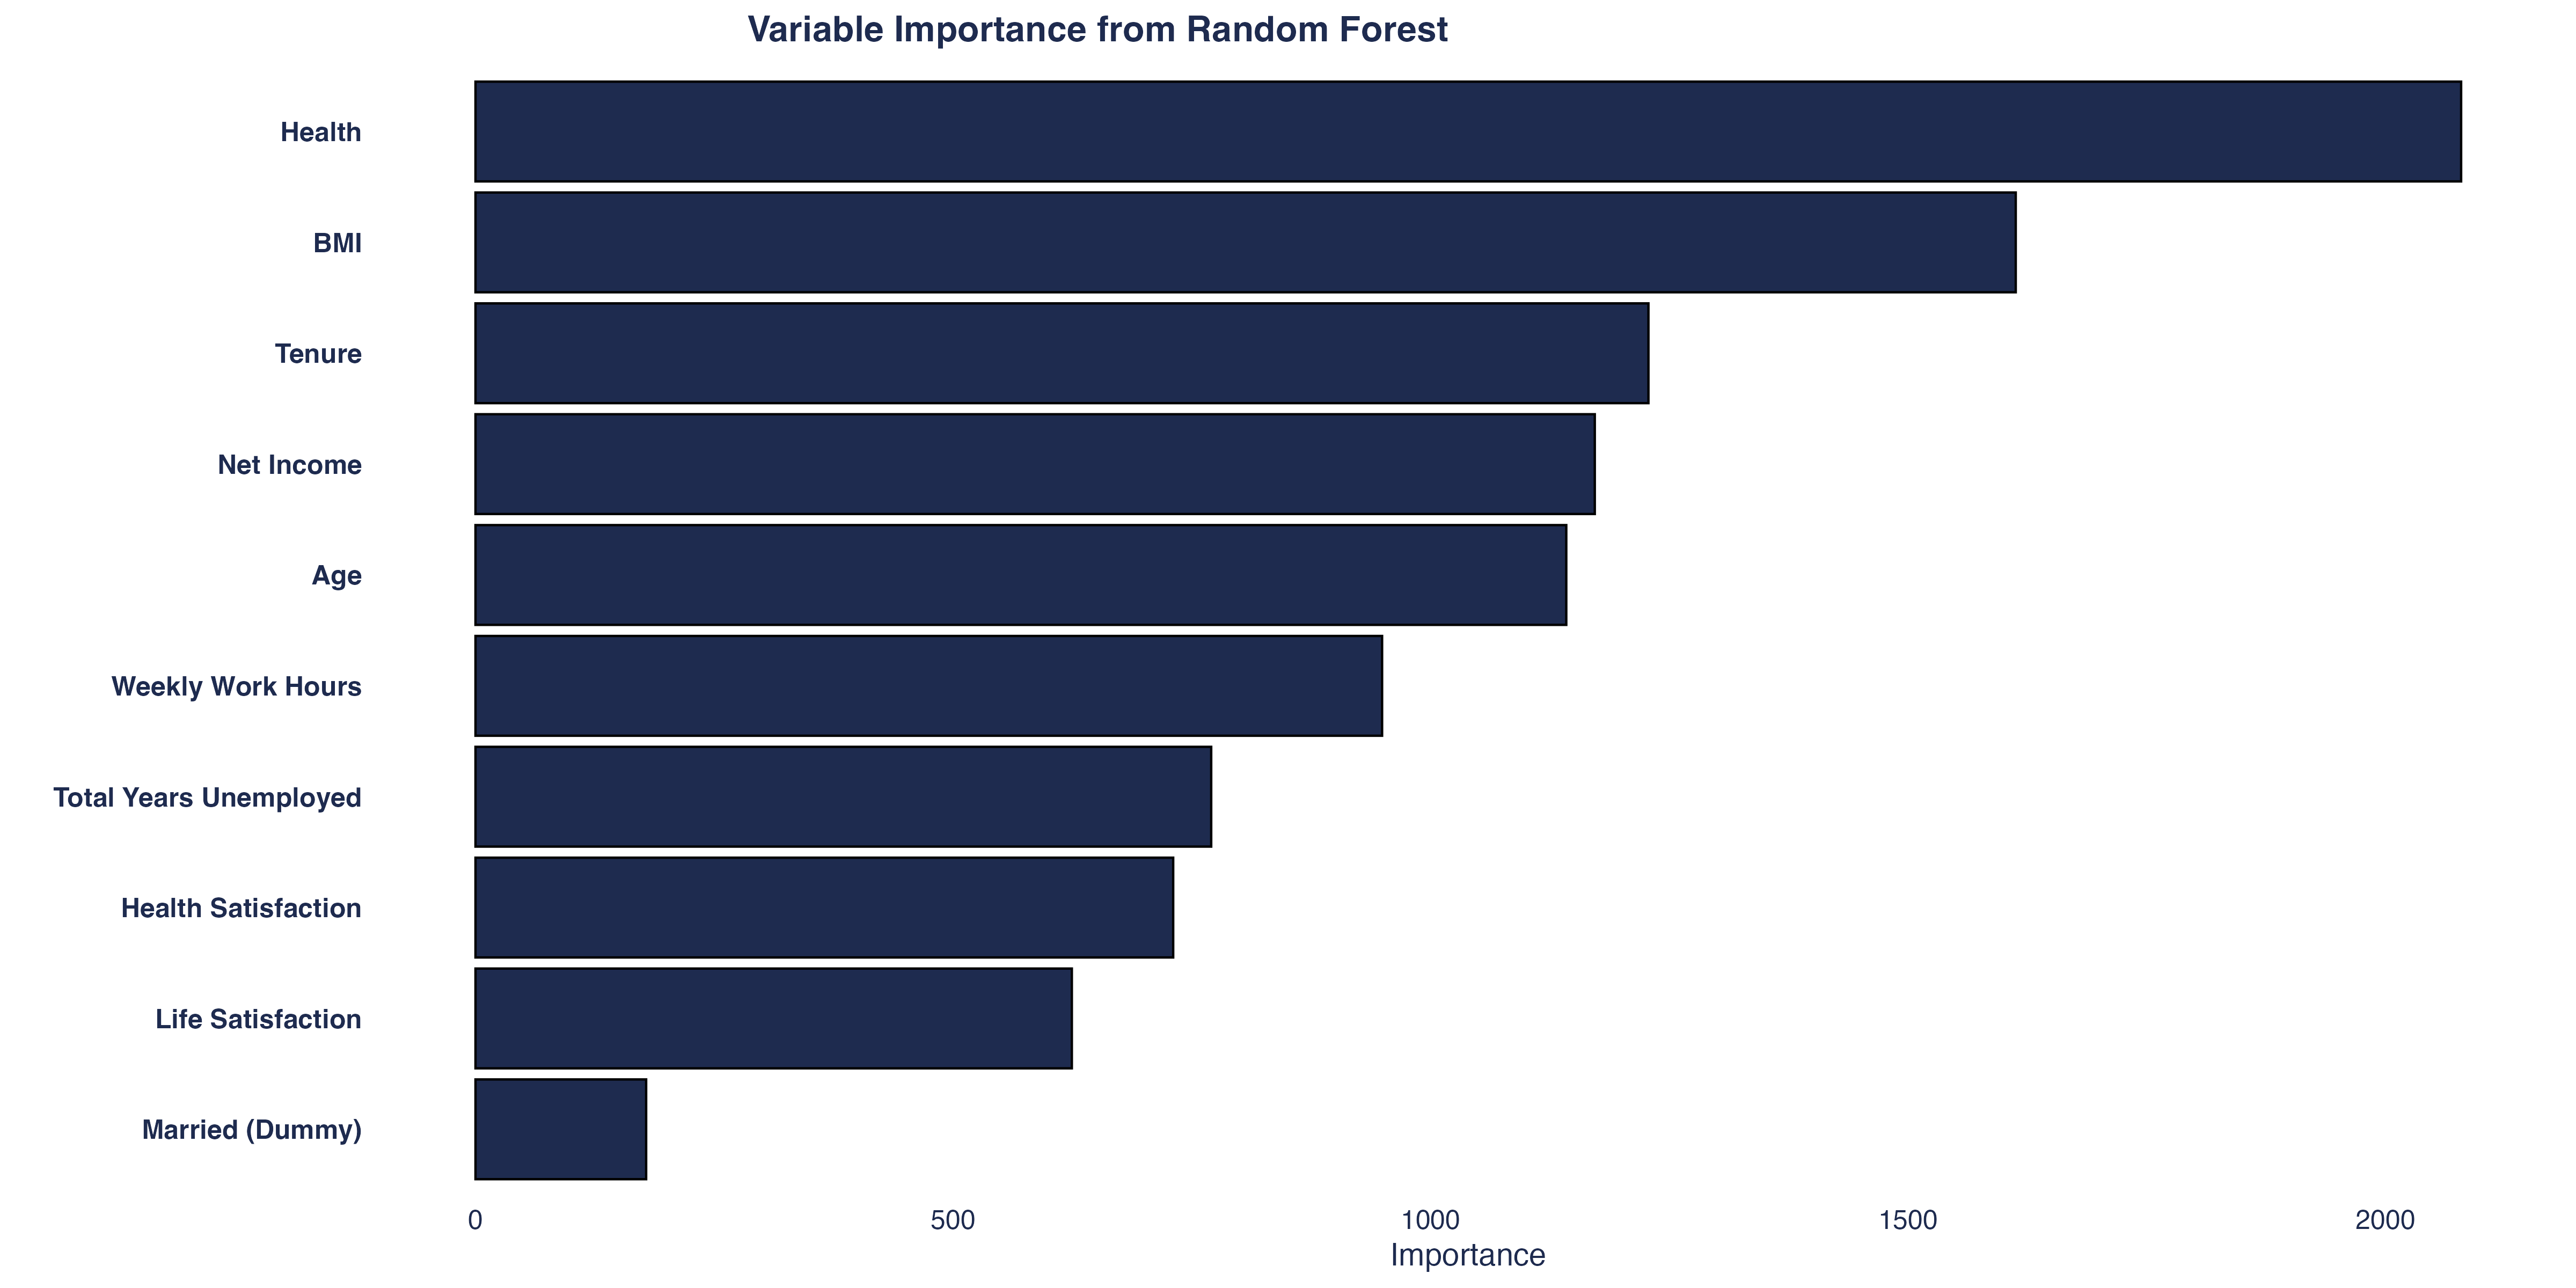 Variable Importance from Random Forest
Health
BMI
Tenure
Net Income
Age
Weekly Work Hours
Total Years Unemployed
Health Satisfaction
Life Satisfaction
Married (Dummy)
0 500 1000 1500 2000
Importance